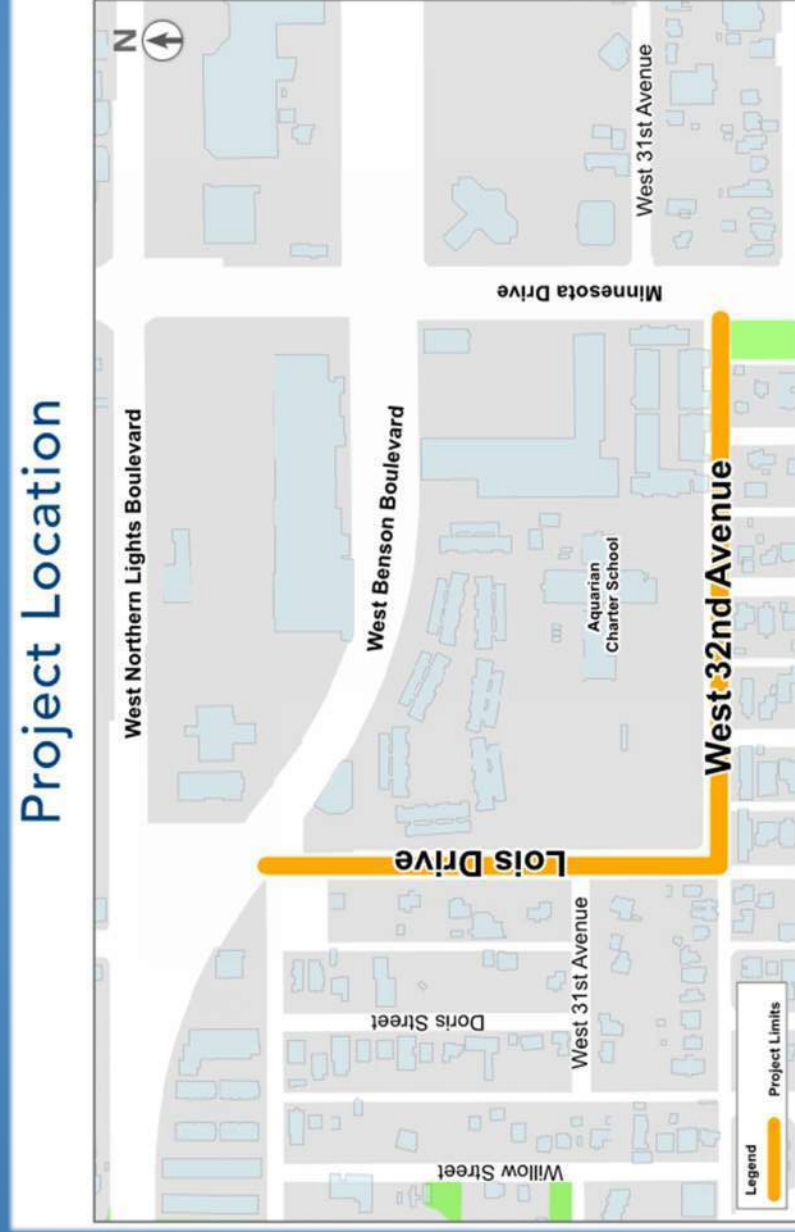 Project Location
N
West Northern Lights Boulevard
West Benson Boulevard
Minnesota Drive
West 31st Avenue
Aquarian
Charter School
West 32nd Avenue
Lois Drive
West 31st Avenue
Doris Street
Willow Street
Legend
Project Limits